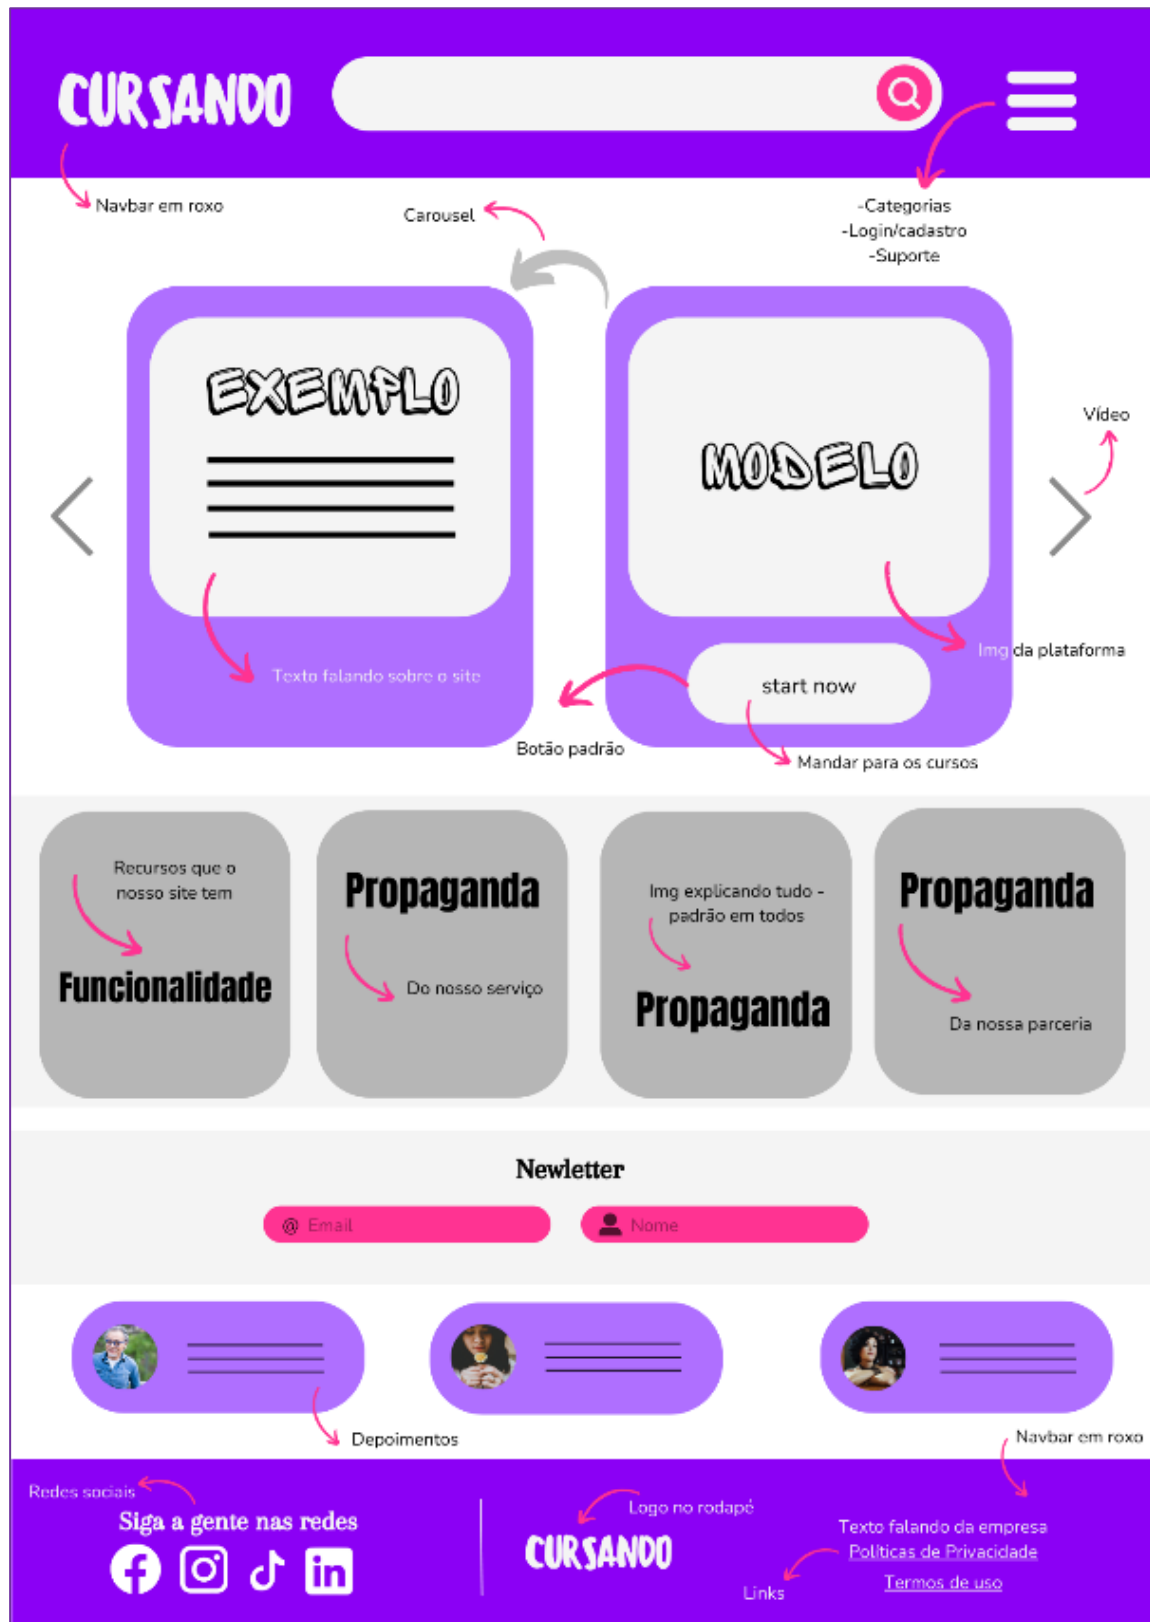 CURSANDO
Navbar em roxo
Carousel
-Categorias
-Login/cadastro
-Suporte
EXEMPLO
MODELO
Vídeo
Texto falando sobre o site
Img da plataforma
start now
Botão padrão
Mandar para os cursos
Recursos que o
nosso site tem
Funcionalidade
Propaganda
Do nosso serviço
Img explicando tudo -
padrão em todos
Propaganda
Propaganda
Da nossa parceria
Newletter
@ Email
Nome
Depoimentos
Navbar em roxo
Redes sociais
Siga a gente nas redes
Logo no rodapé
CURSANDO
Texto falando da empresa
Políticas de Privacidade
Termos de uso
Links